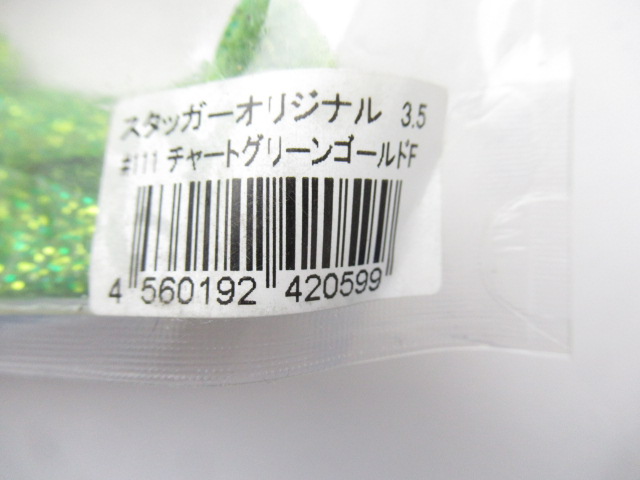 スタッガーオリジナル 3.5
#111 チャートグリーンゴールドF
4 560192 420599